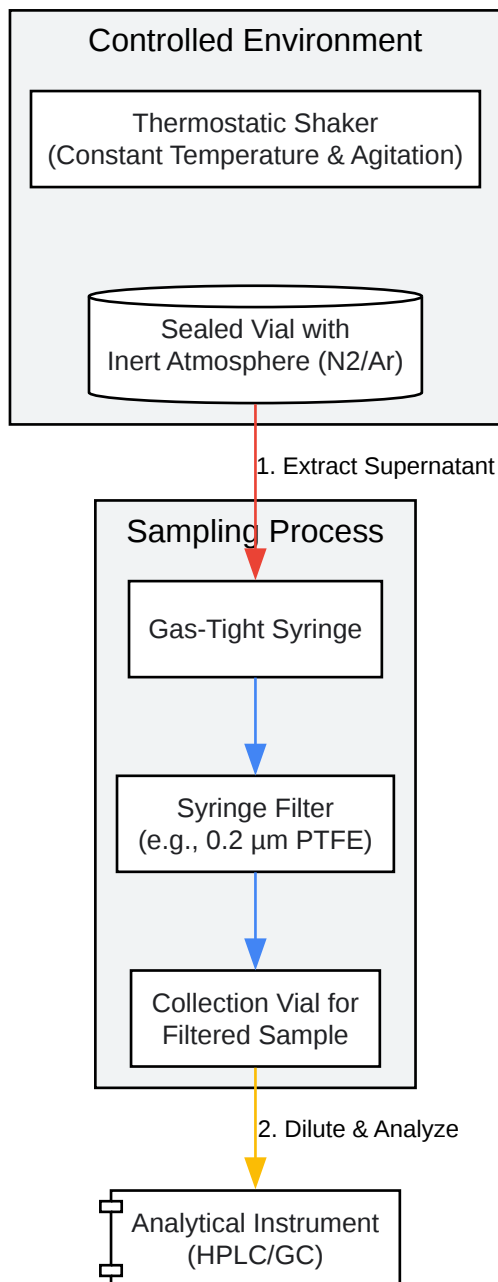 Controlled Environment
Thermostatic Shaker
(Constant Temperature & Agitation)
Sealed Vial with
Inert Atmosphere (N2/Ar)
1. Extract Supernatant
Sampling Process
Gas-Tight Syringe
Syringe Filter
(e.g., 0.2 µm PTFE)
Collection Vial for
Filtered Sample
2. Dilute & Analyze
Analytical Instrument
(HPLC/GC)